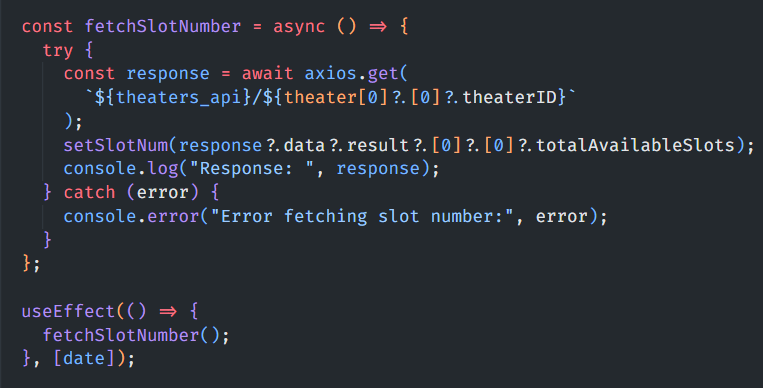 const fetchSlotNumber = async () => {
  try {
    const response = await axios.get(
      `${theaters_api}/${theater[0]?.[0]?.theaterID}`
    );
    setSlotNum(response?.data?.result?.[0]?.[0]?.totalAvailableSlots);
    console.log("Response: ", response);
  } catch (error) {
    console.error("Error fetching slot number:", error);
  }
};

useEffect(() => {
  fetchSlotNumber();
}, [date]);